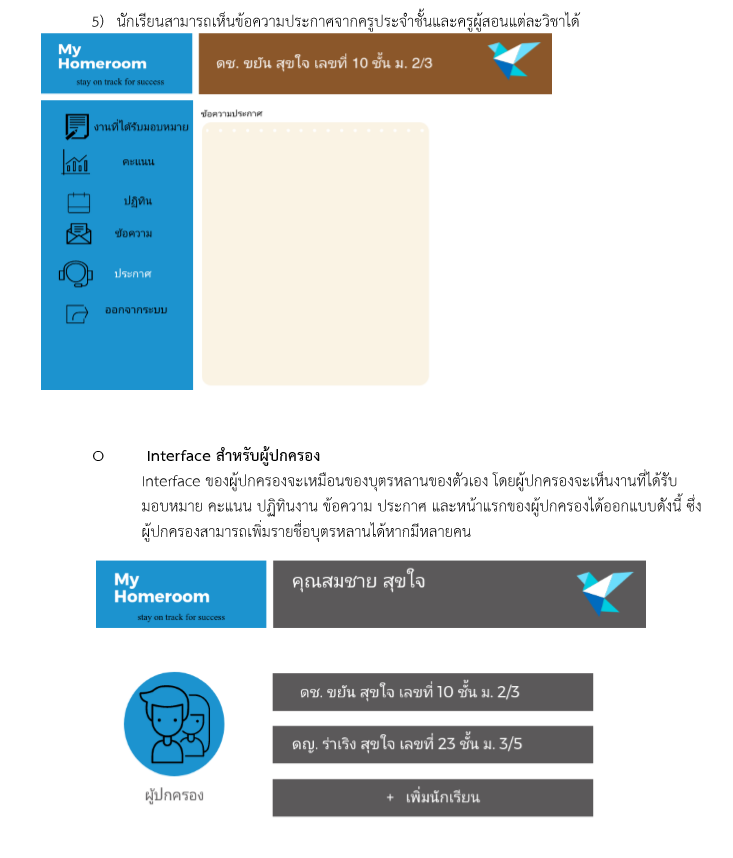 5) นักเรียนสามารถเห็นข้อความประกาศจากครูประจำชั้นและครูผู้สอนแต่ละวิชาได้
My
Homeroom
stay on track for success
ดช. ขยัน สุขใจ เลขที่ 10 ชั้น ม. 2/3
ข้อความประกาศ
งานที่ได้รับมอบหมาย
คะแนน
ปฏิทิน
ข้อความ
ประกาศ
ออกจากระบบ
Interface สำหรับผู้ปกครอง
Interface ของผู้ปกครองจะเหมือนของบุตรหลานของตัวเอง โดยผู้ปกครองจะเห็นงานที่ได้รับ
มอบหมาย คะแนน ปฏิทินงาน ข้อความ ประกาศ และหน้าแรกของผู้ปกครองได้ออกแบบดังนี้ ซึ่ง
ผู้ปกครองสามารถเพิ่มรายชื่อบุตรหลานได้หากมีหลายคน
My
Homeroom
stay on track for success
คุณสมชาย สุขใจ
ดช. ขยัน สุขใจ เลขที่ 10 ชั้น ม. 2/3
ดญ. ร่าเริง สุขใจ เลขที่ 23 ชั้น ม. 3/5
ผู้ปกครอง
+ เพิ่มนักเรียน